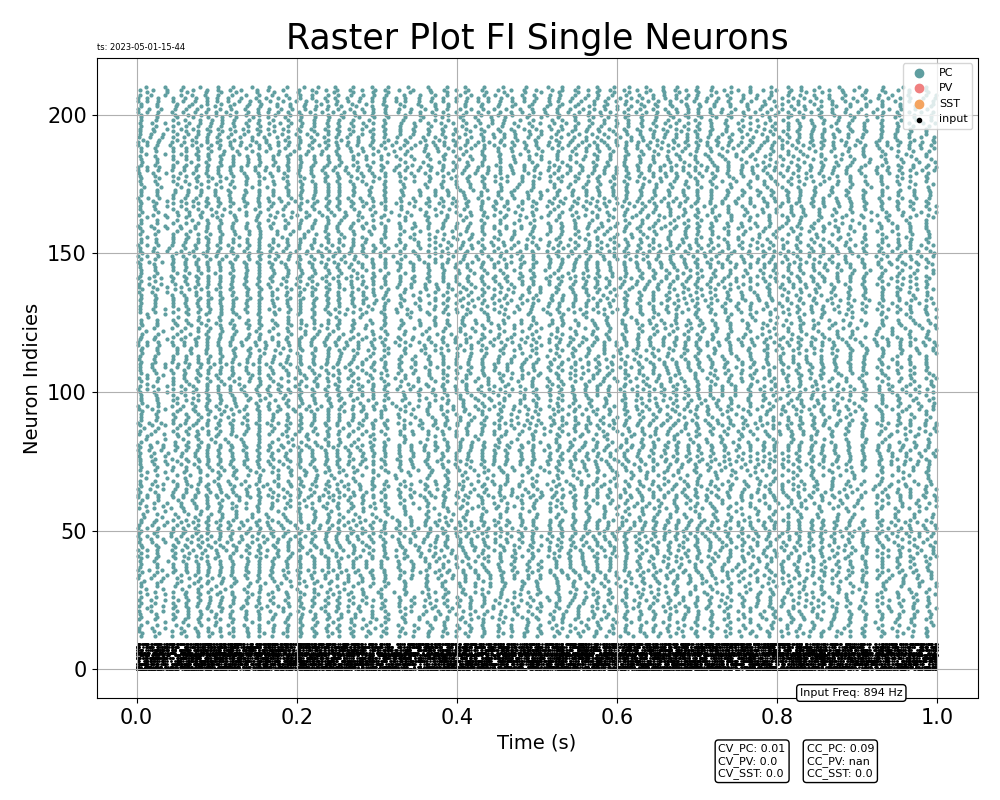 Raster Plot FI Single Neurons
ts: 2023-05-01-15-44
PC
PV
SST
input
200
150
100
50
0
Neuron Indicies
0.0 0.2 0.4 0.6 0.8 1.0
Time (s)
Input Freq: 894 Hz
CV_PC: 0.01
CV_PV: 0.0
CV_SST: 0.0
CC_PC: 0.09
CC_PV: nan
CC_SST: 0.0